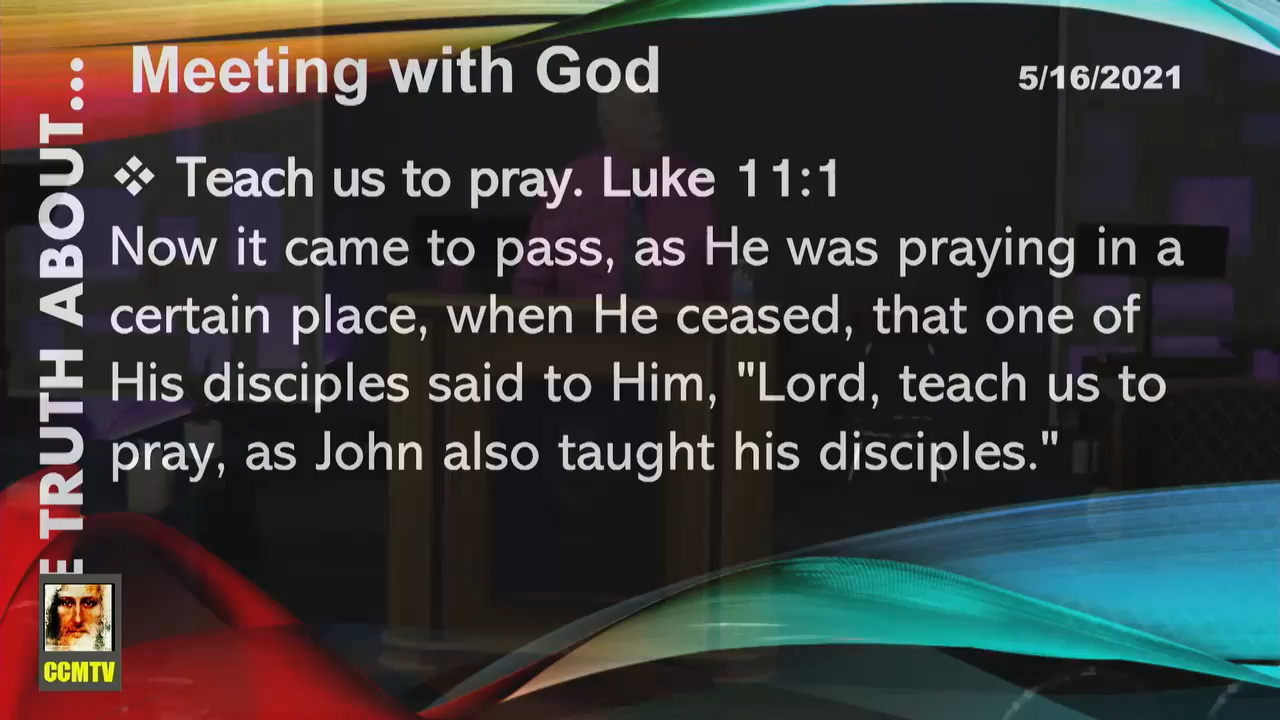 Meeting with God
5/16/2021
❖ Teach us to pray. Luke 11:1
Now it came to pass, as He was praying in a
certain place, when He ceased, that one of
His disciples said to Him, "Lord, teach us to
pray, as John also taught his disciples."
E TRUTH ABOUT...
CCMTV